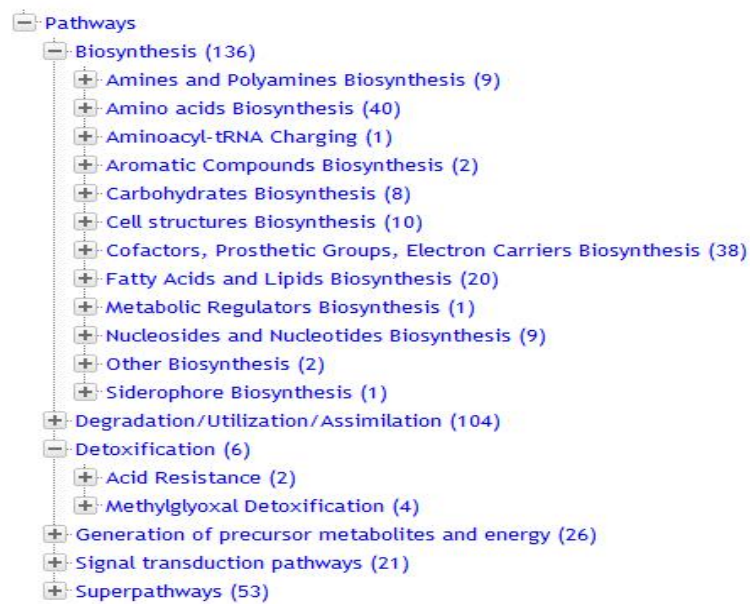 Pathways
Biosynthesis (136)
Amines and Polyamines Biosynthesis (9)
Amino acids Biosynthesis (40)
Aminoacyl-tRNA Charging (1)
Aromatic Compounds Biosynthesis (2)
Carbohydrates Biosynthesis (8)
Cell structures Biosynthesis (10)
Cofactors, Prosthetic Groups, Electron Carriers Biosynthesis (38)
Fatty Acids and Lipids Biosynthesis (20)
Metabolic Regulators Biosynthesis (1)
Nucleosides and Nucleotides Biosynthesis (9)
Other Biosynthesis (2)
Siderophore Biosynthesis (1)
Degradation/Utilization/Assimilation (104)
Detoxification (6)
Acid Resistance (2)
Methylglyoxal Detoxification (4)
Generation of precursor metabolites and energy (26)
Signal transduction pathways (21)
Superpathways (53)